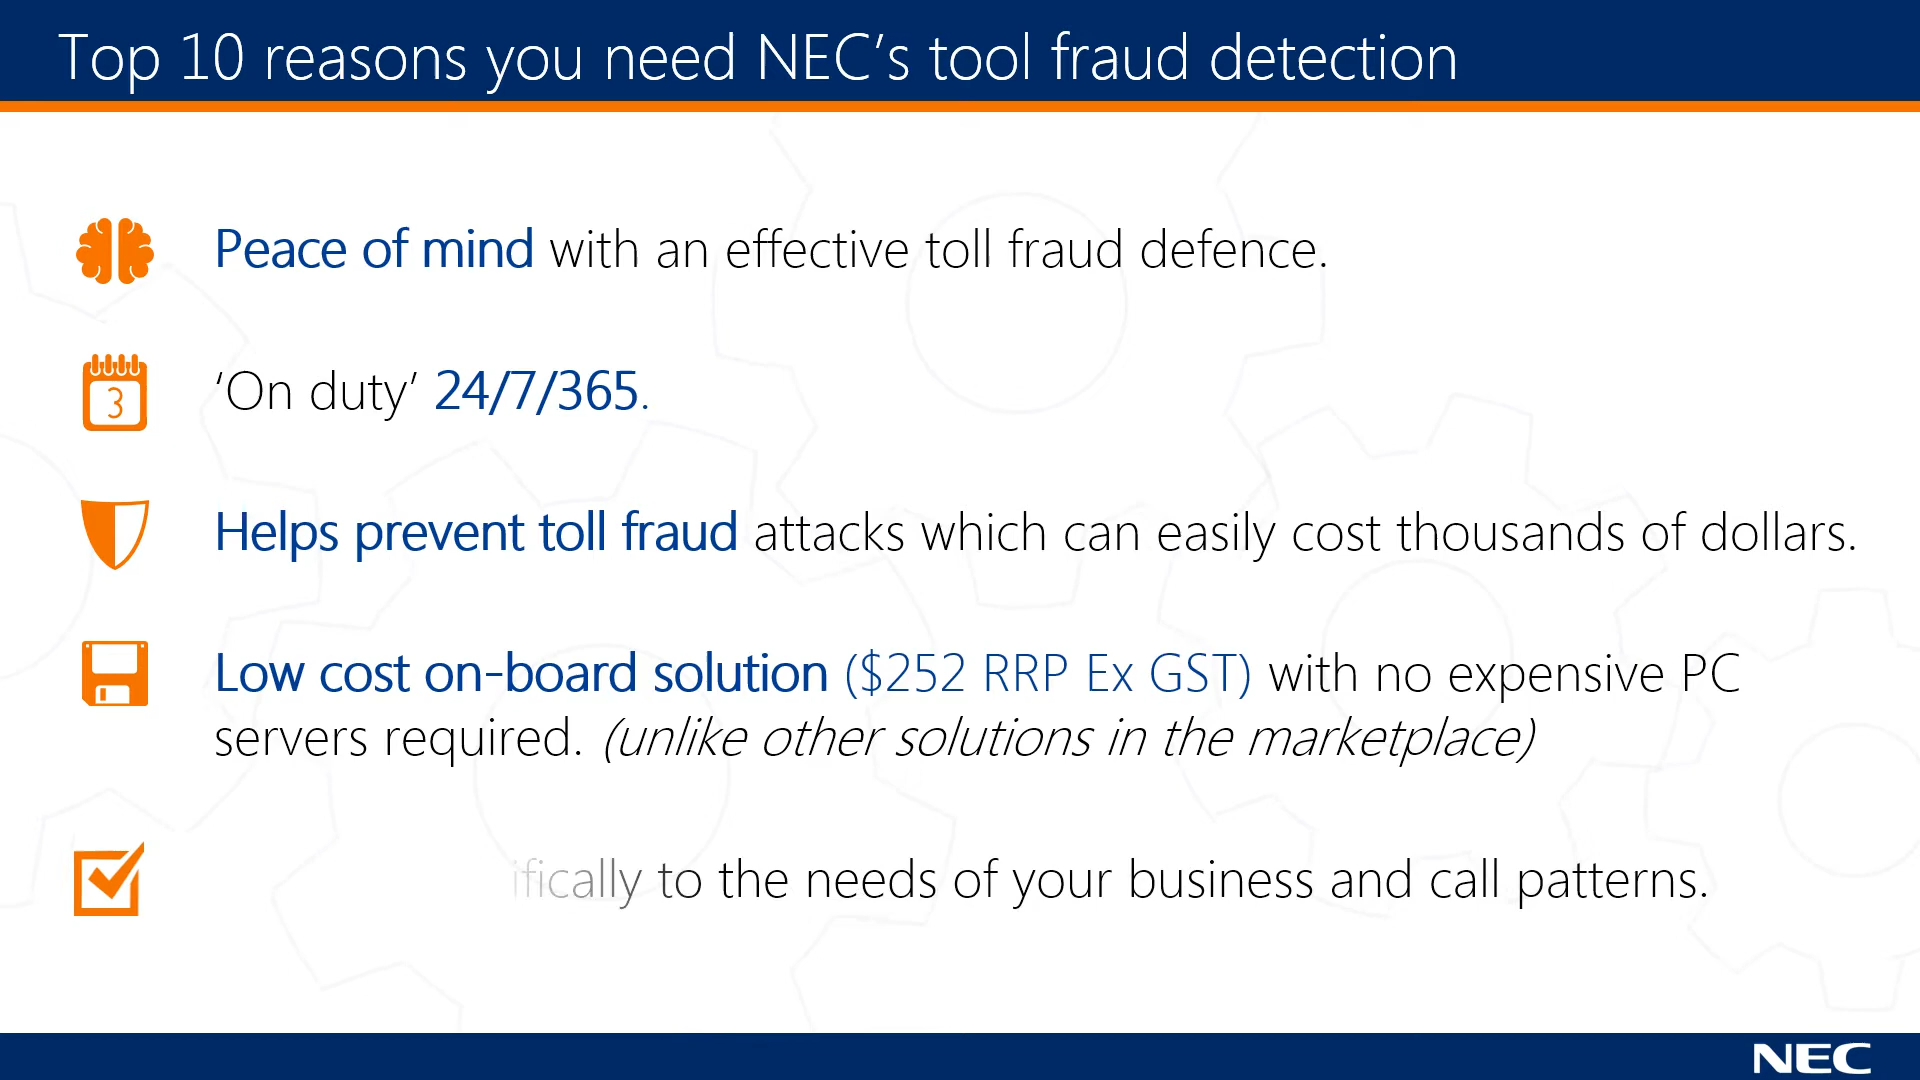 Top 10 reasons you need NEC’s tool fraud detection
Peace of mind with an effective toll fraud defence.
‘On duty’ 24/7/365.
3
Helps prevent toll fraud attacks which can easily cost thousands of dollars.
Low cost on-board solution ($252 RRP Ex GST) with no expensive PC
servers required. (unlike other solutions in the marketplace)
to the needs of your business and call patterns.
NEC